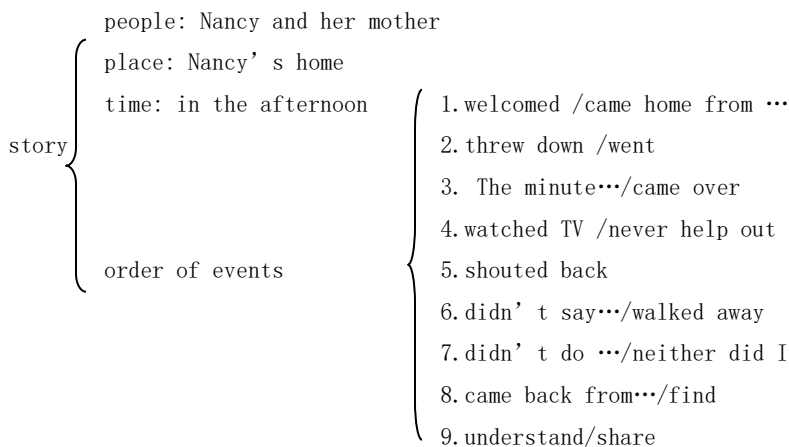 people: Nancy and her mother
place: Nancy’s home
time: in the afternoon
story
order of events
1.welcomed /came home from …
2.threw down /went
3. The minute…/came over
4.watched TV /never help out
5.shouted back
6.didn’t say…/walked away
7.didn’t do …/neither did I
8.came back from…/find
9.understand/share